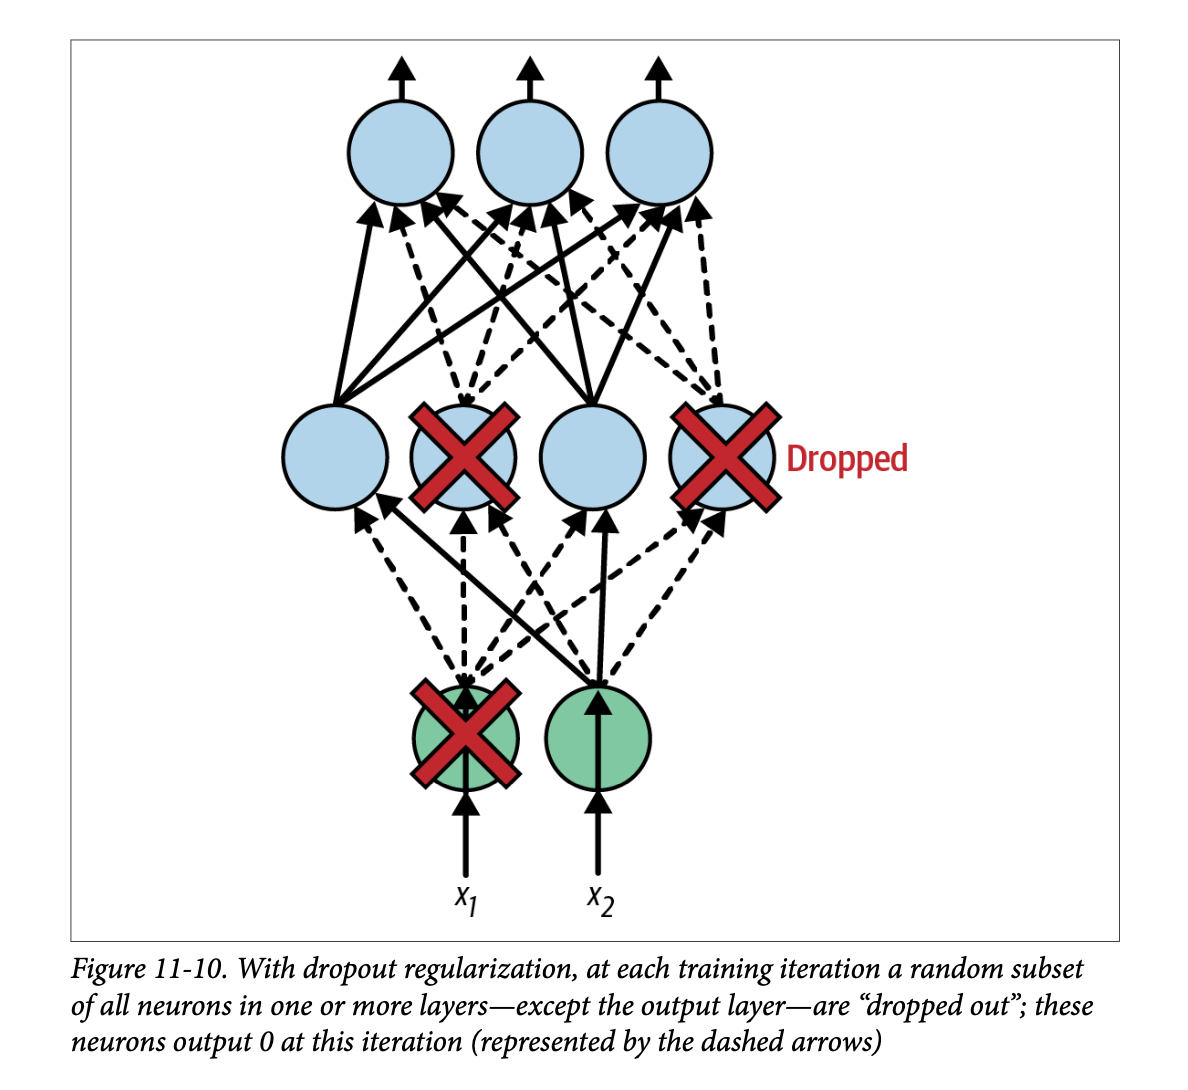 Dropped
x1
x2
Figure 11-10. With dropout regularization, at each training iteration a random subset
of all neurons in one or more layers—except the output layer—are “dropped out”; these
neurons output 0 at this iteration (represented by the dashed arrows)